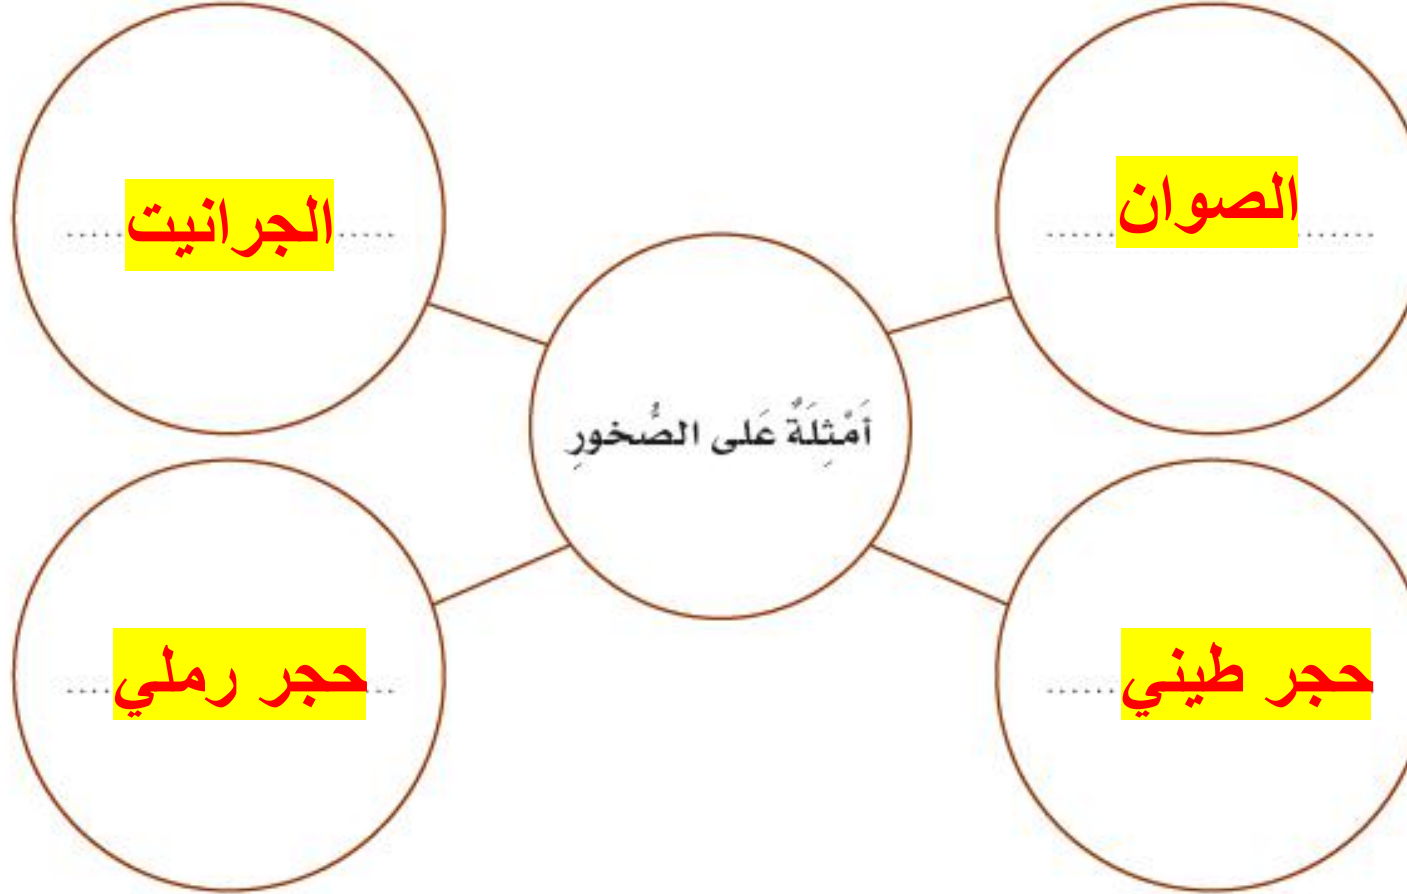 الصوان
الجرانيت
أَمْثِلَةٌ عَلى الصُّخورِ
حجر طيني
حجر رملي